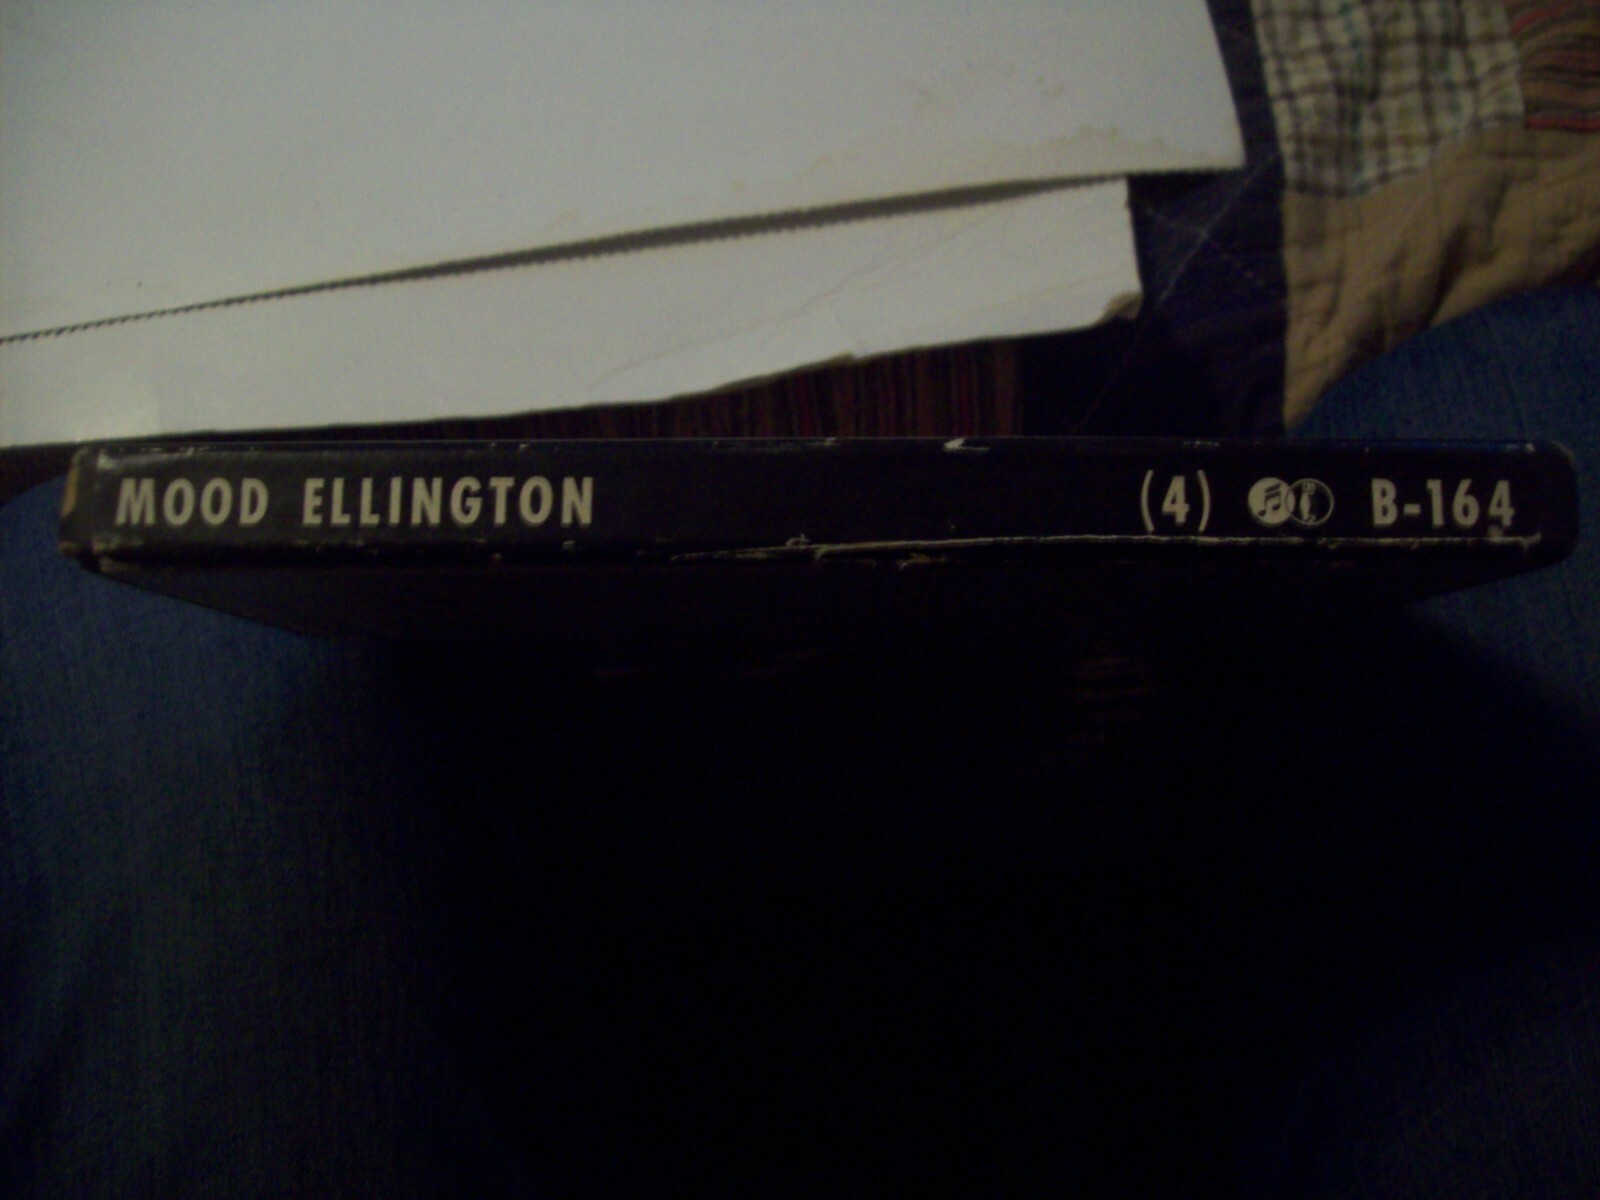 MOOD ELLINGTON (4) B-164